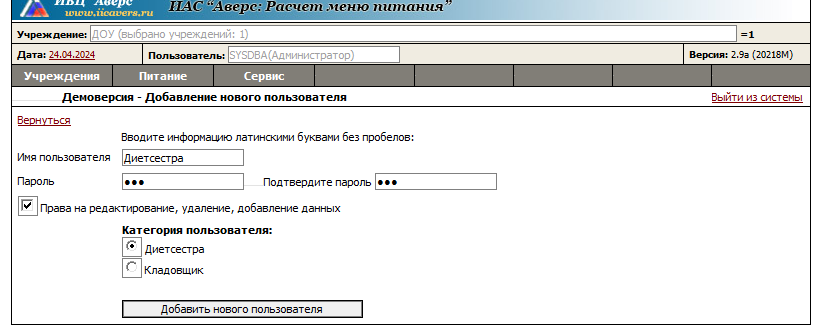 ИВЦ "Аверс"
www.iicavers.ru
ИАС "Аверс: Расчет меню питания"
Учреждение: ДОУ (выбрано учреждений: 1) =1
Дата: 24.04.2024 Пользователь: SYSDBA(Администратор) Версия: 2.9a (20218M)
Учреждения Питание Сервис
Демоверсия - Добавление нового пользователя Выйти из системы
Вернуться
Вводите информацию латинскими буквами без пробелов:
Имя пользователя Диетсестра
Пароль ●●● Подтвердите пароль ●●●
Права на редактирование, удаление, добавление данных
Категория пользователя:
Диетсестра
Кладовщик
Добавить нового пользователя